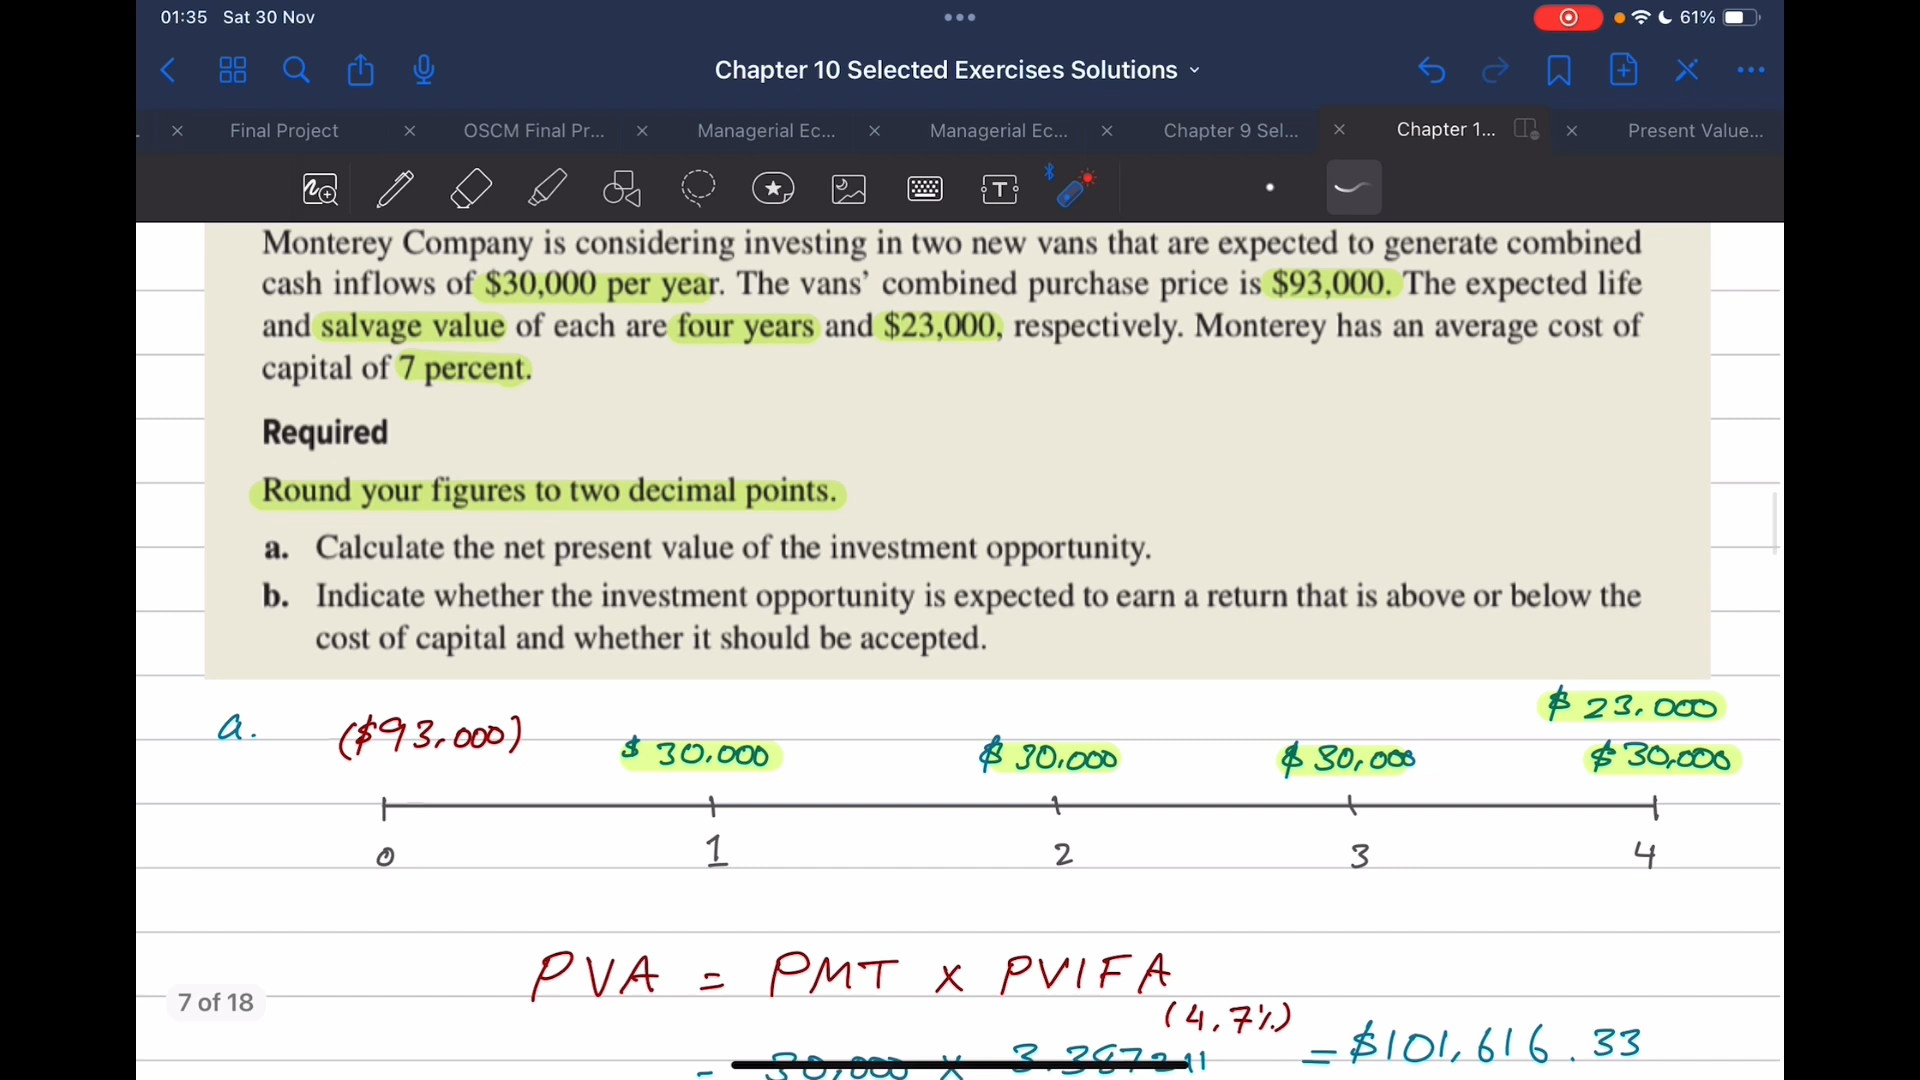 01:35 Sat 30 Nov
61%
Chapter 10 Selected Exercises Solutions
Final Project
OSCM Final Pr...
Managerial Ec...
Managerial Ec...
Chapter 9 Sel...
Chapter 1...
Present Value...
Monterey Company is considering investing in two new vans that are expected to generate combined
cash inflows of $30,000 per year. The vans’ combined purchase price is $93,000. The expected life
and salvage value of each are four years and $23,000, respectively. Monterey has an average cost of
capital of 7 percent.
Required
Round your figures to two decimal points.
a. Calculate the net present value of the investment opportunity.
b. Indicate whether the investment opportunity is expected to earn a return that is above or below the
cost of capital and whether it should be accepted.
$ 23,000
a. ($93,000) $ 30,000 $ 30,000 $ 30,000 $ 30,000
0 1 2 3 4
PVA = PMT x PVIFA
(4,7%)
7 of 18
= 30,000 x 3.387211 = $101,616.33